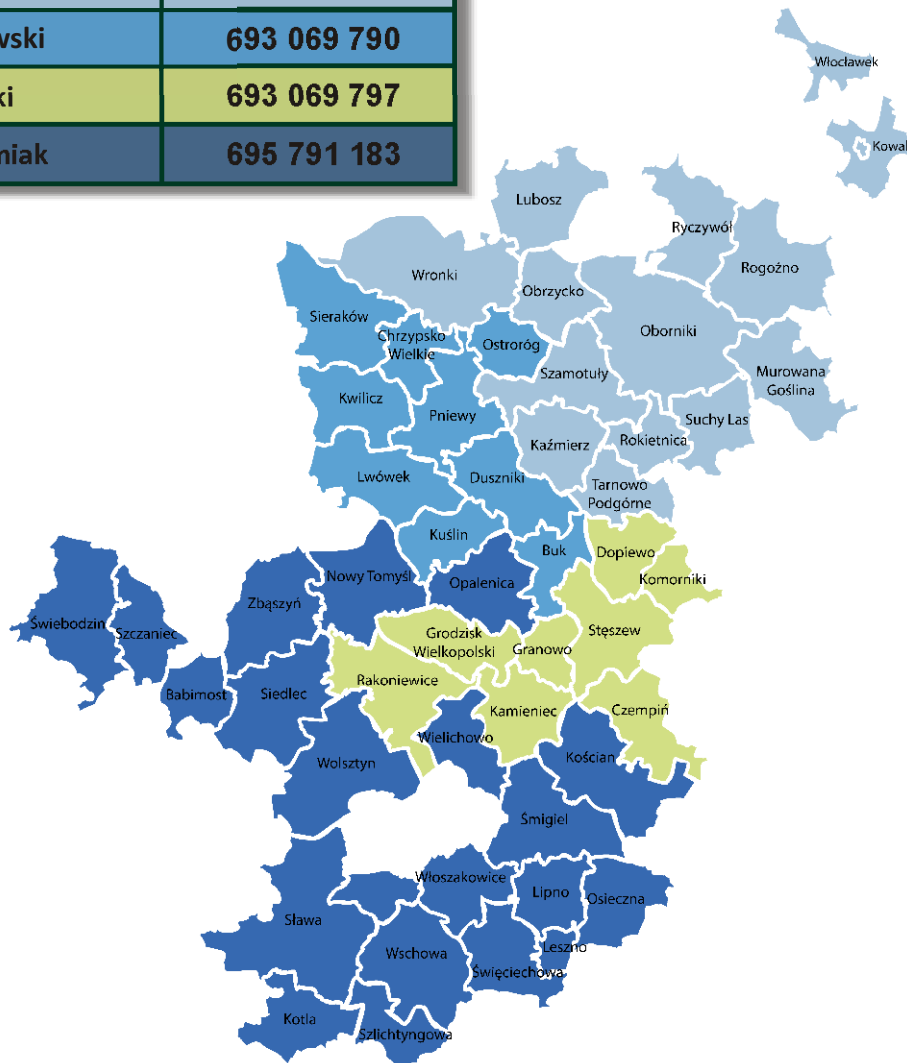 wski 693 069 790
ki 693 069 797
niak 695 791 183
Włocławek
Kowal
Lubosz
Ryczywół
Rogoźno
Wronki
Obrzycko
Oborniki
Sieraków
Chrzypsko
Wielkie
Ostroróg
Szamotuły
Murowana
Goślina
Kwilicz
Pniewy
Suchy Las
Kaźmierz
Rokietnica
Lwówek
Duszniki
Tarnowo
Podgórne
Kuślin
Buk
Dopiewo
Nowy Tomyśl
Opalenica
Komorniki
Zbąszyń
Świebodzin
Szczaniec
Grodzisk
Wielkopolski
Granowo
Stęszew
Babimost
Siedlec
Rakoniewice
Kamieniec
Czempiń
Wielichowo
Wolsztyn
Kościan
Śmigiel
Włoszakowice
Lipno
Osieczna
Sława
Leszno
Wschowa
Święciechowa
Kotla
Szlichtyngowa